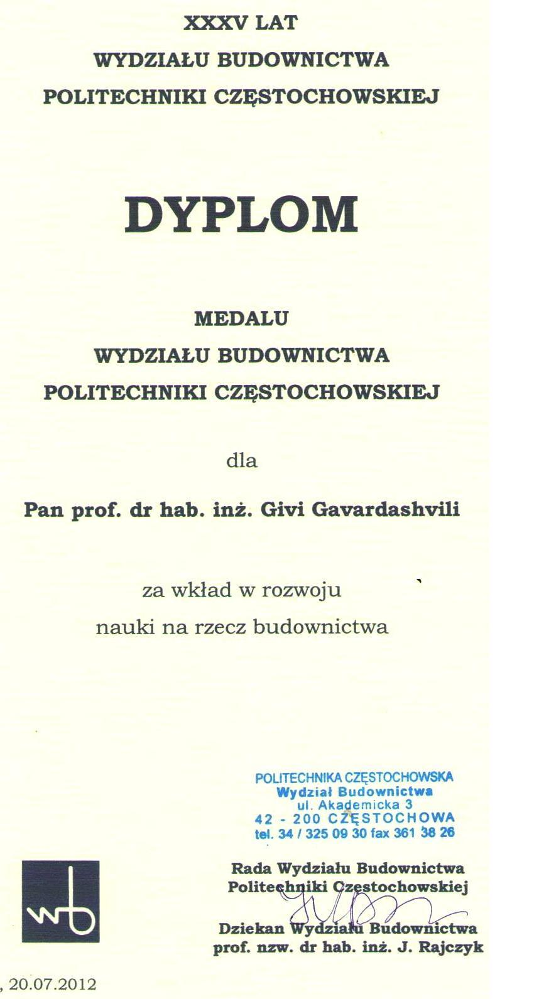 XXXV LAT
WYDZIAŁU BUDOWNICTWA
POLITECHNIKI CZĘSTOCHOWSKIEJ
DYPLOM
MEDALU
WYDZIAŁU BUDOWNICTWA
POLITECHNIKI CZĘSTOCHOWSKIEJ
dla
Pan prof. dr hab. inż. Givi Gavardashvili
za wkład w rozwoju
nauki na rzecz budownictwa
POLITECHNIKA CZĘSTOCHOWSKA
Wydział Budownictwa
ul. Akademicka 3
42 - 200 CZĘSTOCHOWA
tel. 34 / 325 09 30 fax 361 38 26
Rada Wydziału Budownictwa
Politechniki Częstochowskiej
Dziekan Wydziału Budownictwa
prof. nzw. dr hab. inż. J. Rajczyk
wb
, 20.07.2012